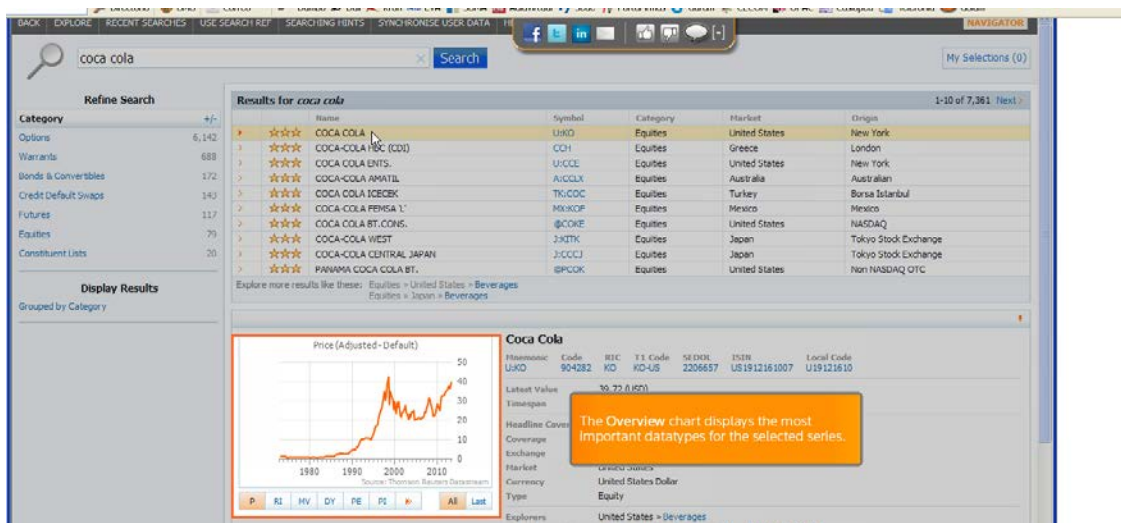 BACK EXPLORE RECENT SEARCHES USE SEARCH REF SEARCHING HINTS SYNCHRONISE USER DATA
NAVIGATOR
coca cola
Search
My Selections (0)
Refine Search
Category +/-
Options 6,142
Warrants 688
Bonds & Convertibles 172
Credit Default Swaps 143
Futures 117
Equities 79
Constituent Lists 20
Display Results
Grouped by Category
Results for coca cola 1-10 of 7,361 Next
Name Symbol Category Market Origin
COCA COLA U:KO Equities United States New York
COCA-COLA HBC (CDI) CCH Equities Greece London
COCA COLA ENTS. U:CCE Equities United States New York
COCA-COLA AMATIL A:CCLX Equities Australia Australian
COCA COLA ICECEK TK:COC Equities Turkey Borsa Istanbul
COCA-COLA FEMSA 'L' MX:KOF Equities Mexico Mexico
COCA COLA BT.CONS. @COKE Equities United States NASDAQ
COCA-COLA WEST J:KITK Equities Japan Tokyo Stock Exchange
COCA-COLA CENTRAL JAPAN J:CCCJ Equities Japan Tokyo Stock Exchange
PANAMA COCA COLA BT. @PCOK Equities United States Non NASDAQ OTC
Explore more results like these: Equities » United States » Beverages
Equities » Japan » Beverages
Price (Adjusted - Default)
50
40
30
20
10
0
1980 1990 2000 2010
Source: Thomson Reuters Datastream
P RI MV DY PE PI All Last
Coca Cola
Mnemonic Code RIC T1 Code SEDOL ISIN Local Code
U:KO 904282 KO KO-US 2206657 US1912161007 U19121610
Latest Value 39.72 (USD)
Timespan
Headline
Coverage
Exchange
Market United States
Currency United States Dollar
Type Equity
Explorers United States » Beverages
The Overview chart displays the most
important datatypes for the selected series.